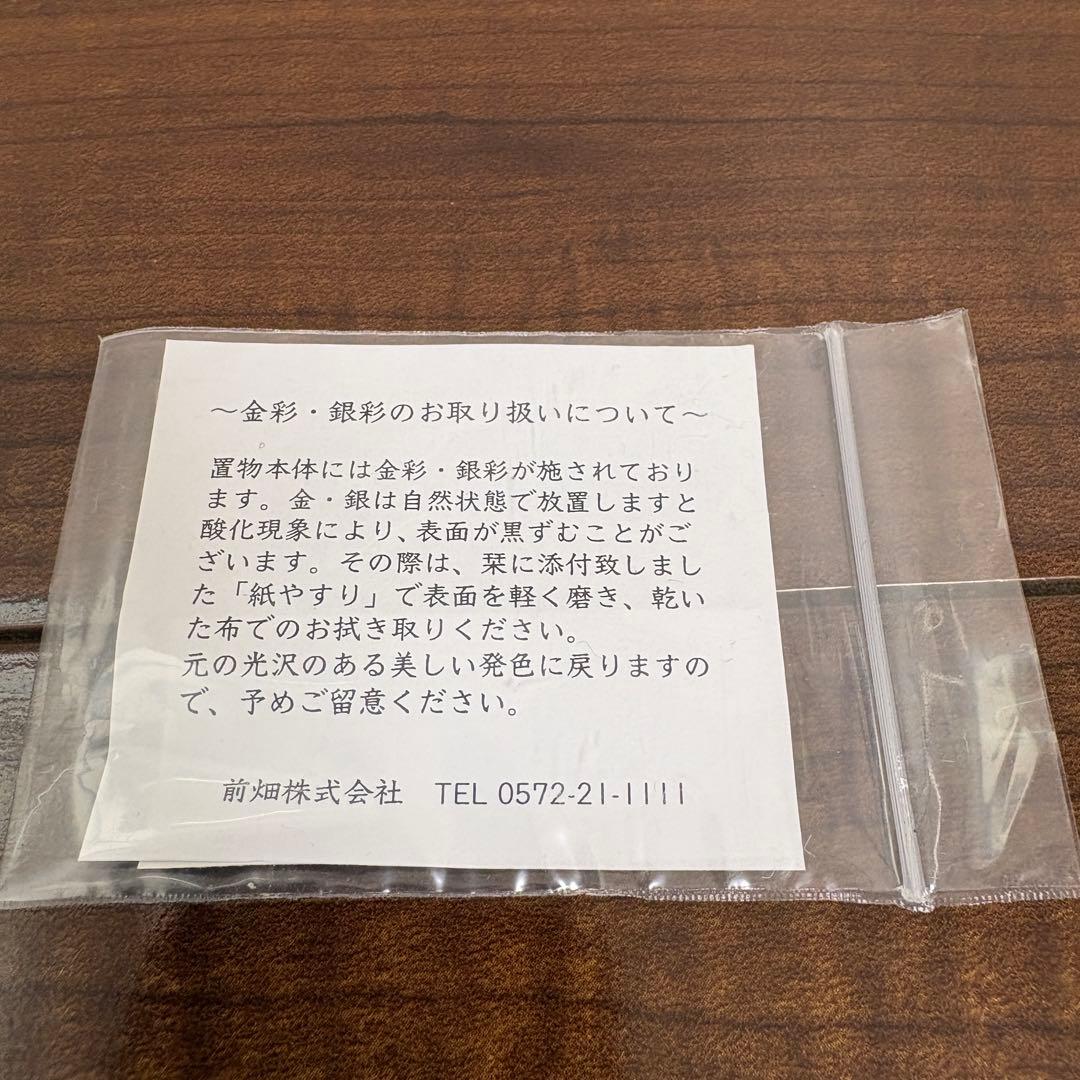 ～金彩・銀彩のお取り扱いについて～
置物本体には金彩・銀彩が施されており
ます。金・銀は自然状態で放置しますと
酸化現象により、表面が黒ずむことがご
ざいます。その際は、栞に添付致しまし
た「紙やすり」で表面を軽く磨き、乾い
た布でのお拭き取りください。
元の光沢のある美しい発色に戻りますの
で、予めご留意ください。
前畑株式会社 TEL 0572-21-1111